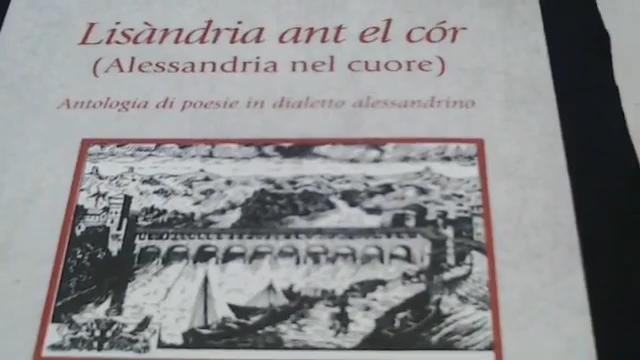 Lisàndria ant el cór
(Alessandria nel cuore)
Antologia di poesie in dialetto alessandrino